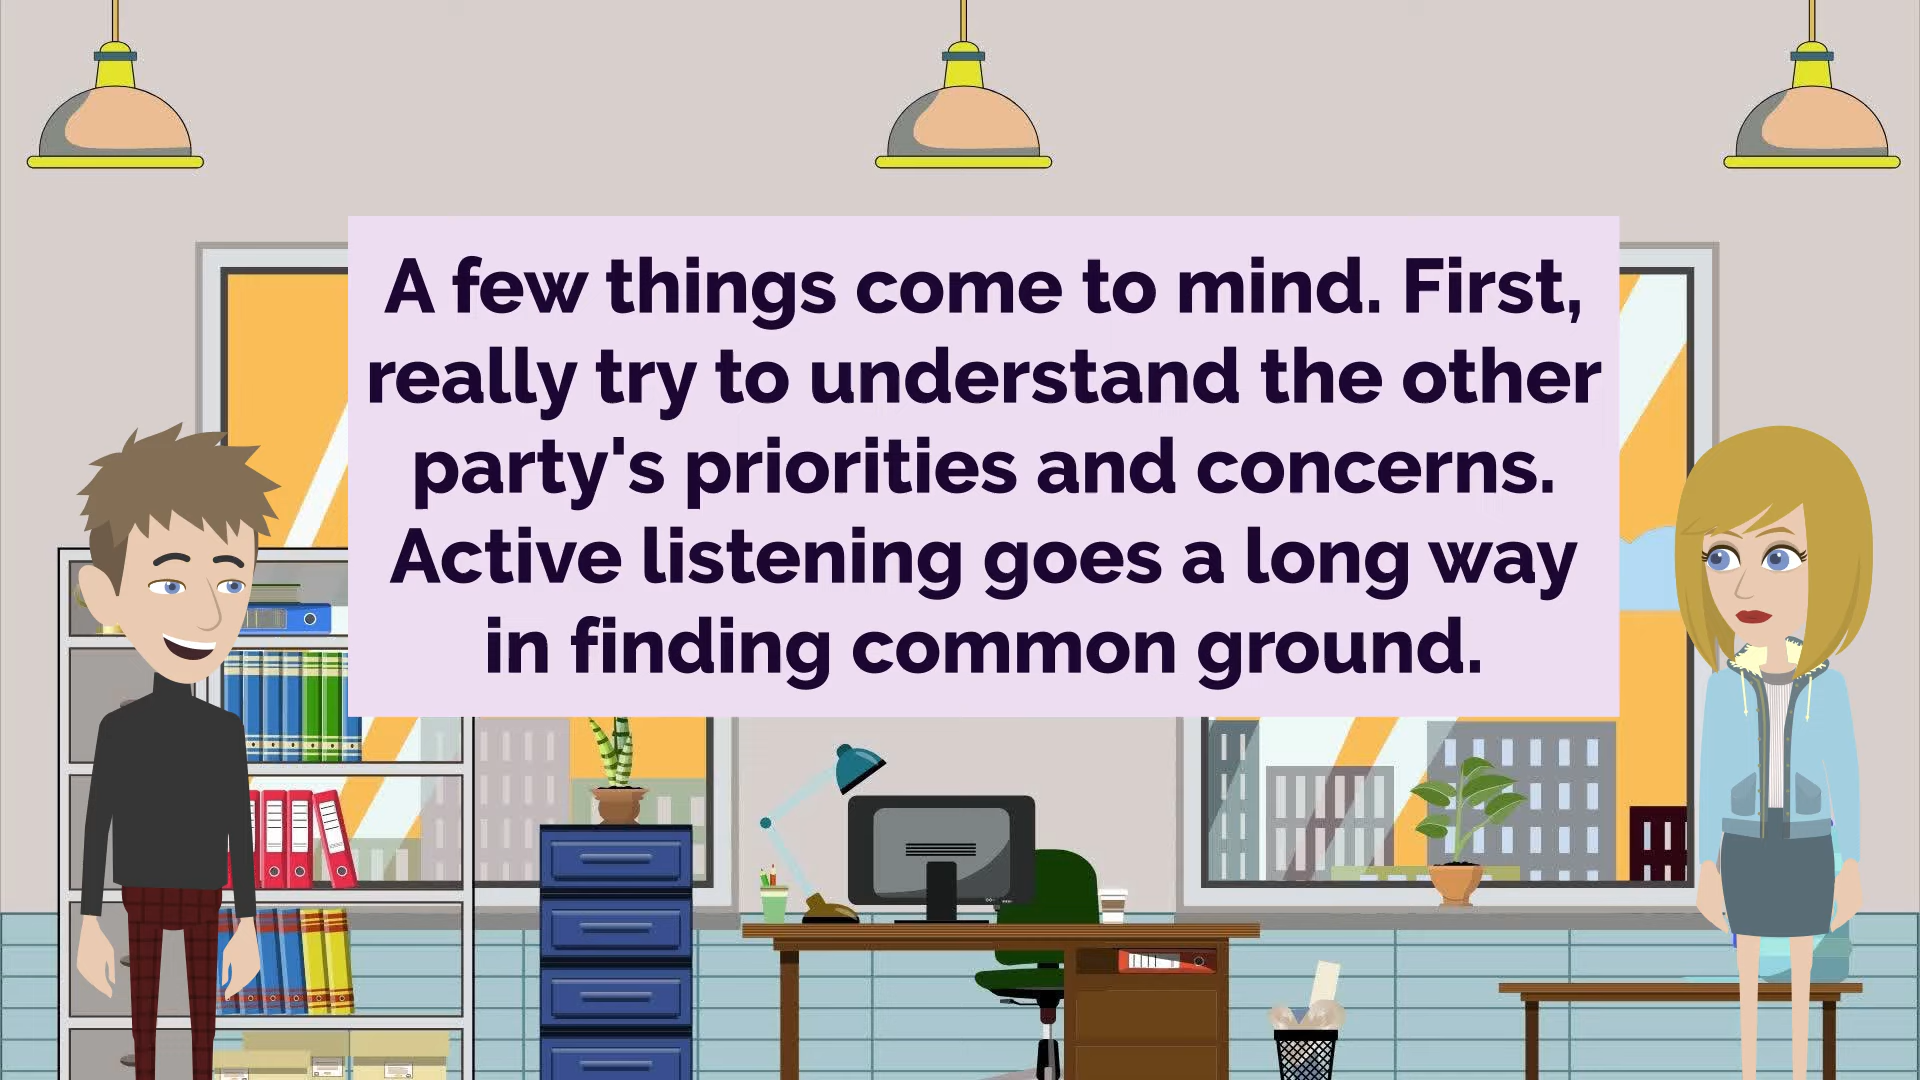 A few things come to mind. First,
really try to understand the other
party's priorities and concerns.
Active listening goes a long way
in finding common ground.